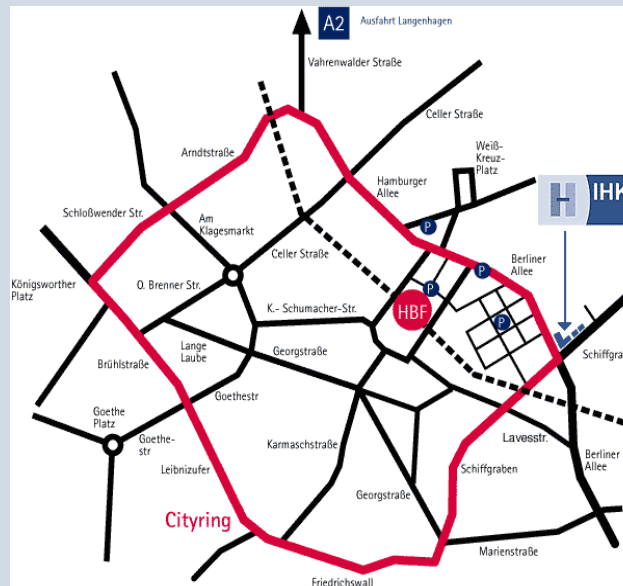 A2
Ausfahrt Langenhagen
Vahrenwalder Straße
Celler Straße
Arndtstraße
Weiß-
Kreuz-
Platz
Hamburger
Allee
H IHK
Schloßwender Str.
Am
Klagesmarkt
P
Celler Straße
Berliner
Allee
P
Königsworther
Platz
O. Brenner Str.
P
HBF
K.- Schumacher-Str.
P
Brühlstraße
Lange
Laube
Georgstraße
Schiffgra
Goethestr
Goethe
Platz
Goethe-
str
Karmaschstraße
Lavesstr.
Leibnizufer
Schiffgraben
Berliner
Allee
Georgstraße
Cityring
Marienstraße
Friedrichswall